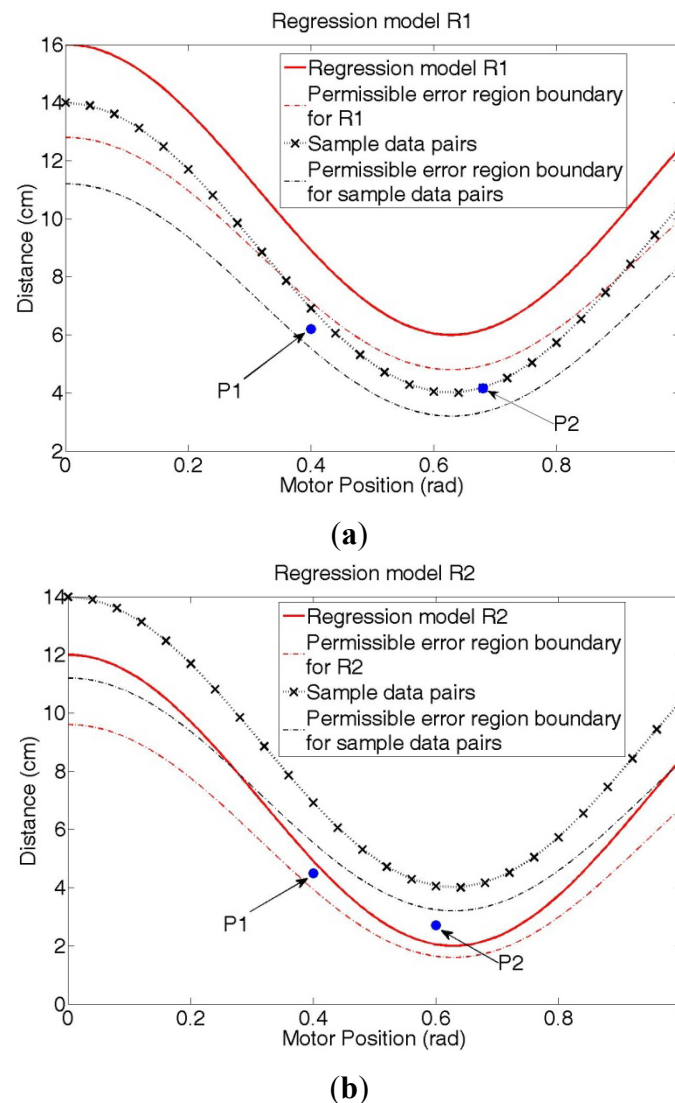 Regression model R1
16
14
12
10
8
6
4
2
Distance (cm)
Regression model R1
Permissible error region boundary
for R1
Sample data pairs
Permissible error region boundary
for sample data pairs
P1
P2
0
0.2
0.4
0.6
0.8
Motor Position (rad)
(a)
Regression model R2
14
12
10
8
6
4
2
0
Distance (cm)
Regression model R2
Permissible error region boundary
for R2
Sample data pairs
Permissible error region boundary
for sample data pairs
P1
P2
0
0.2
0.4
0.6
0.8
Motor Position (rad)
(b)